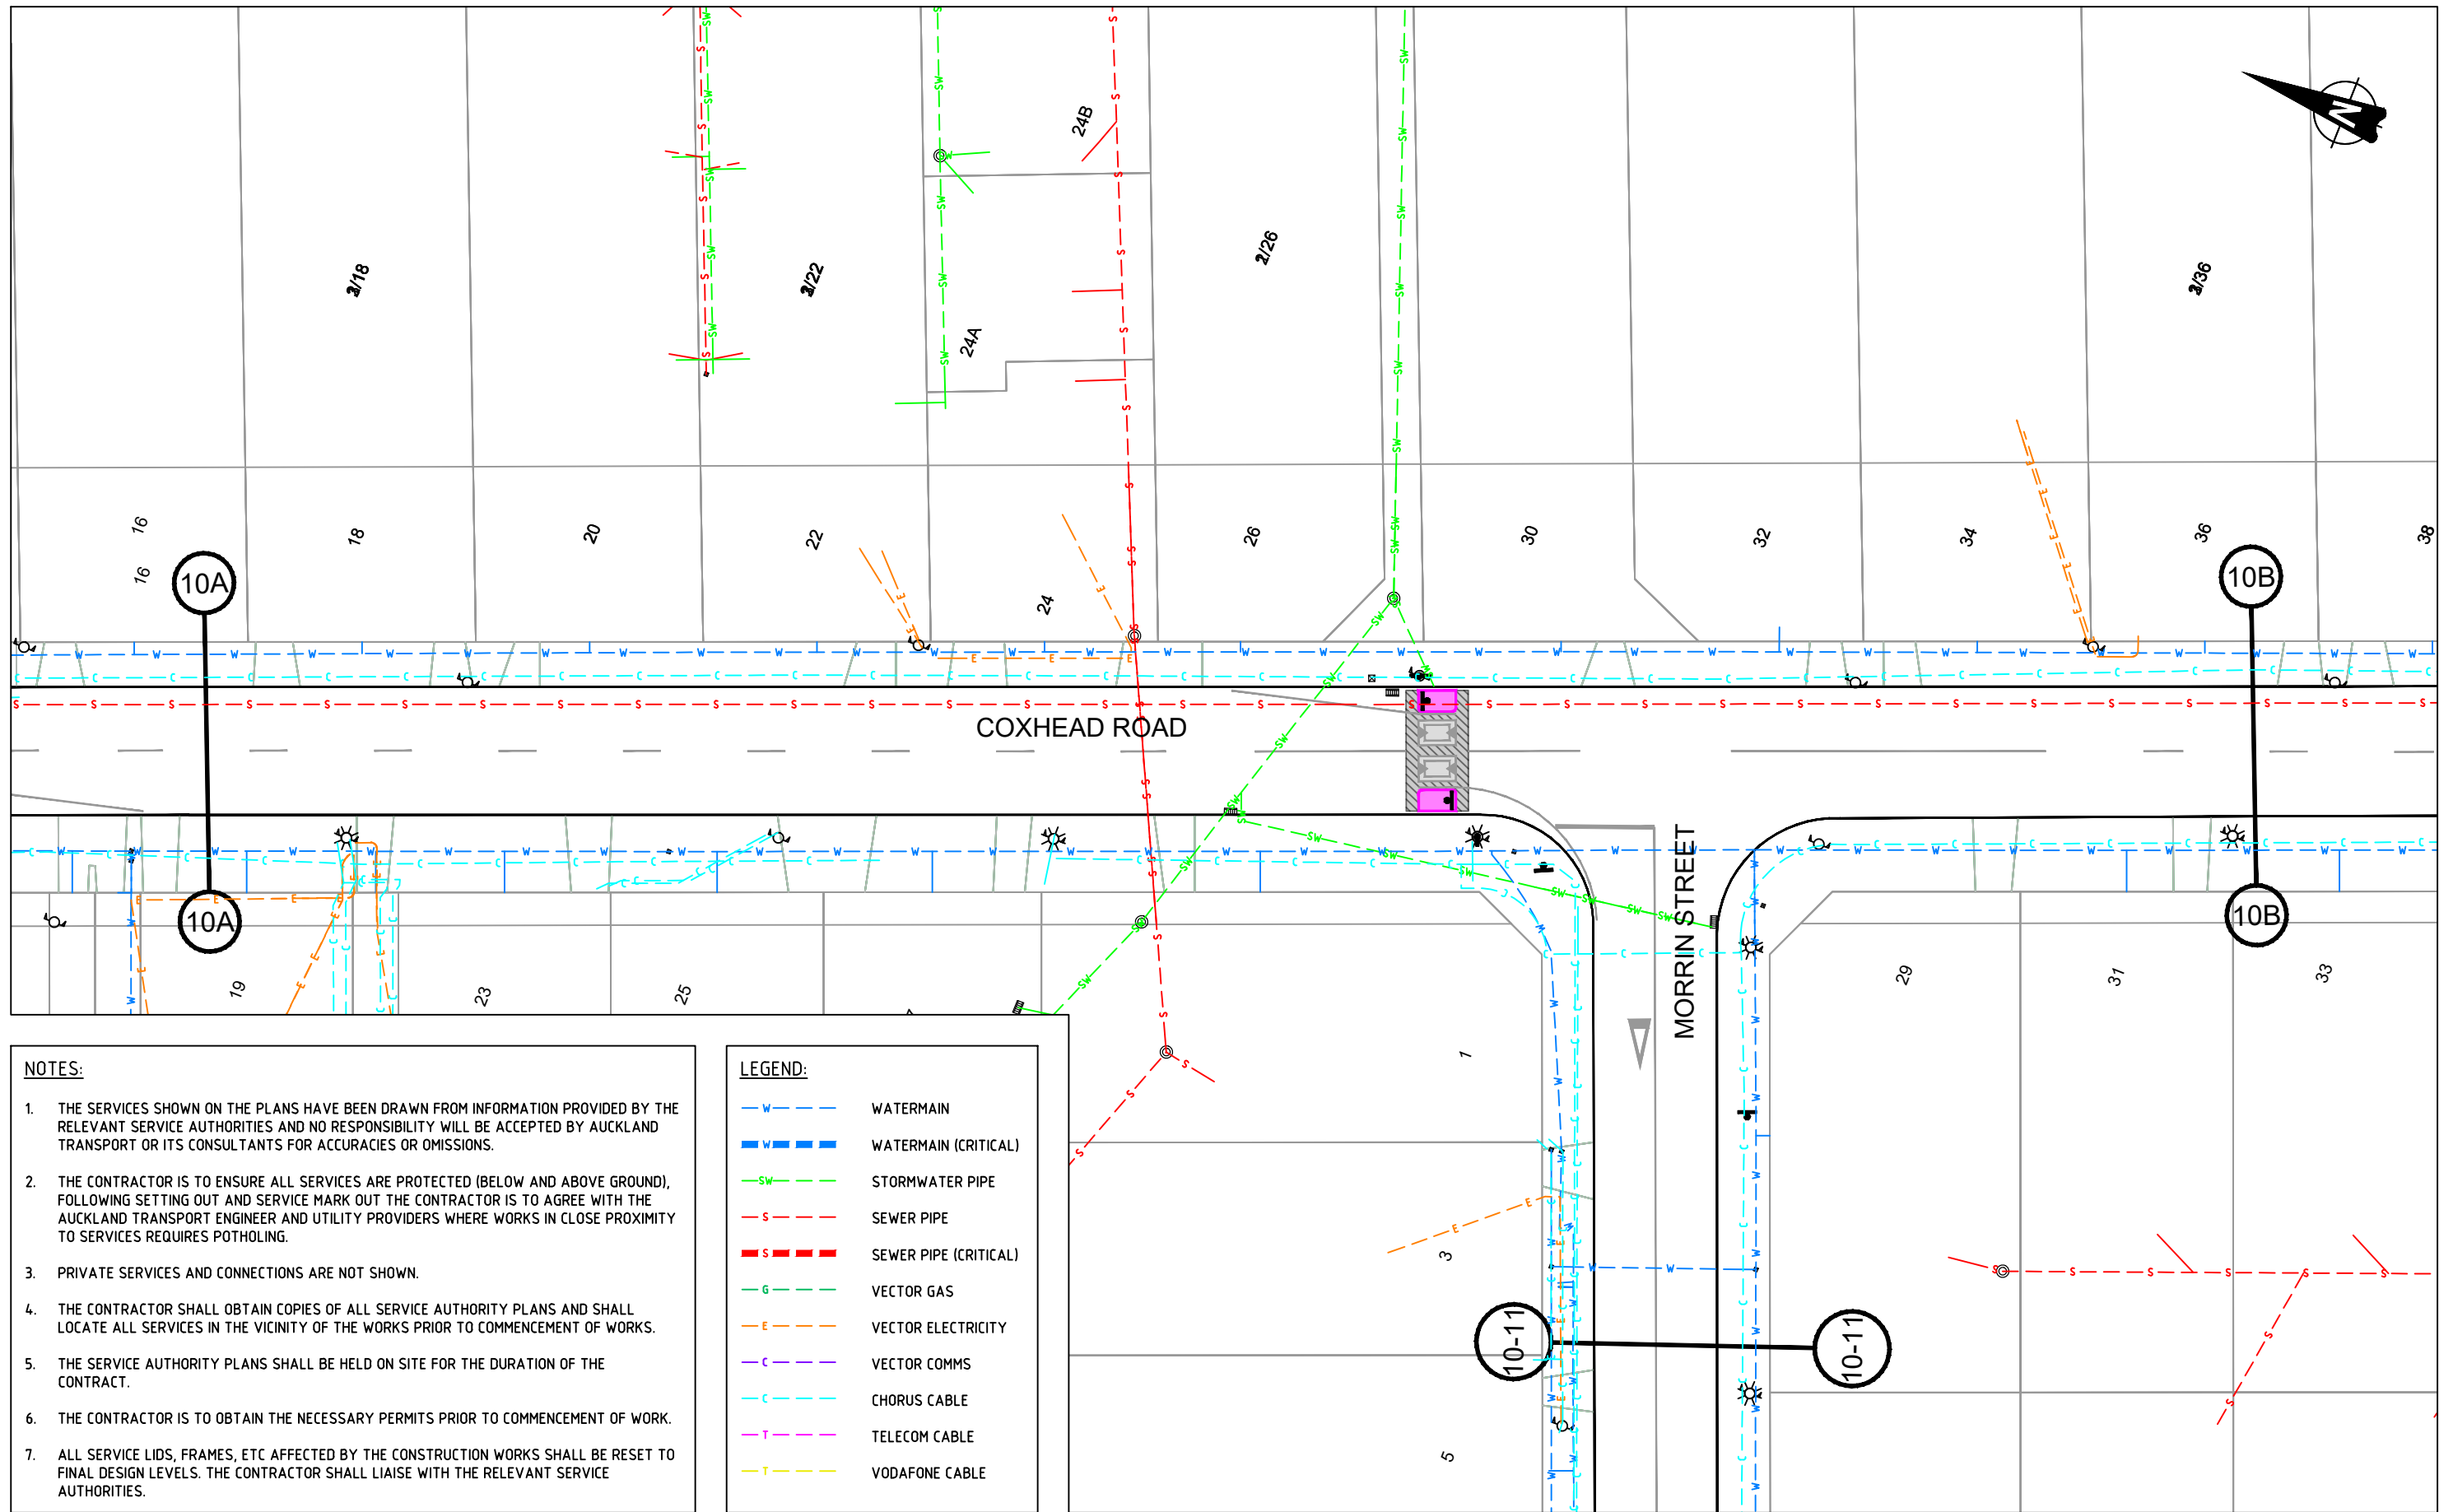 24B
24A
16
16
18
20
22
24
26
30
32
34
36
38
10A
10B
COXHEAD ROAD
MORRIN STREET
10A
10B
19
23
25
29
31
33
1
3
5
10-11
10-11
NOTES:
1. THE SERVICES SHOWN ON THE PLANS HAVE BEEN DRAWN FROM INFORMATION PROVIDED BY THE
RELEVANT SERVICE AUTHORITIES AND NO RESPONSIBILITY WILL BE ACCEPTED BY AUCKLAND
TRANSPORT OR ITS CONSULTANTS FOR ACCURACIES OR OMISSIONS.
2. THE CONTRACTOR IS TO ENSURE ALL SERVICES ARE PROTECTED (BELOW AND ABOVE GROUND),
FOLLOWING SETTING OUT AND SERVICE MARK OUT THE CONTRACTOR IS TO AGREE WITH THE
AUCKLAND TRANSPORT ENGINEER AND UTILITY PROVIDERS WHERE WORKS IN CLOSE PROXIMITY
TO SERVICES REQUIRES POTHOLING.
3. PRIVATE SERVICES AND CONNECTIONS ARE NOT SHOWN.
4. THE CONTRACTOR SHALL OBTAIN COPIES OF ALL SERVICE AUTHORITY PLANS AND SHALL
LOCATE ALL SERVICES IN THE VICINITY OF THE WORKS PRIOR TO COMMENCEMENT OF WORKS.
5. THE SERVICE AUTHORITY PLANS SHALL BE HELD ON SITE FOR THE DURATION OF THE
CONTRACT.
6. THE CONTRACTOR IS TO OBTAIN THE NECESSARY PERMITS PRIOR TO COMMENCEMENT OF WORK.
7. ALL SERVICE LIDS, FRAMES, ETC AFFECTED BY THE CONSTRUCTION WORKS SHALL BE RESET TO
FINAL DESIGN LEVELS. THE CONTRACTOR SHALL LIAISE WITH THE RELEVANT SERVICE
AUTHORITIES.
LEGEND:
W WATERMAIN
W WATERMAIN (CRITICAL)
SW STORMWATER PIPE
S SEWER PIPE
S SEWER PIPE (CRITICAL)
G VECTOR GAS
E VECTOR ELECTRICITY
C VECTOR COMMS
C CHORUS CABLE
T TELECOM CABLE
T VODAFONE CABLE